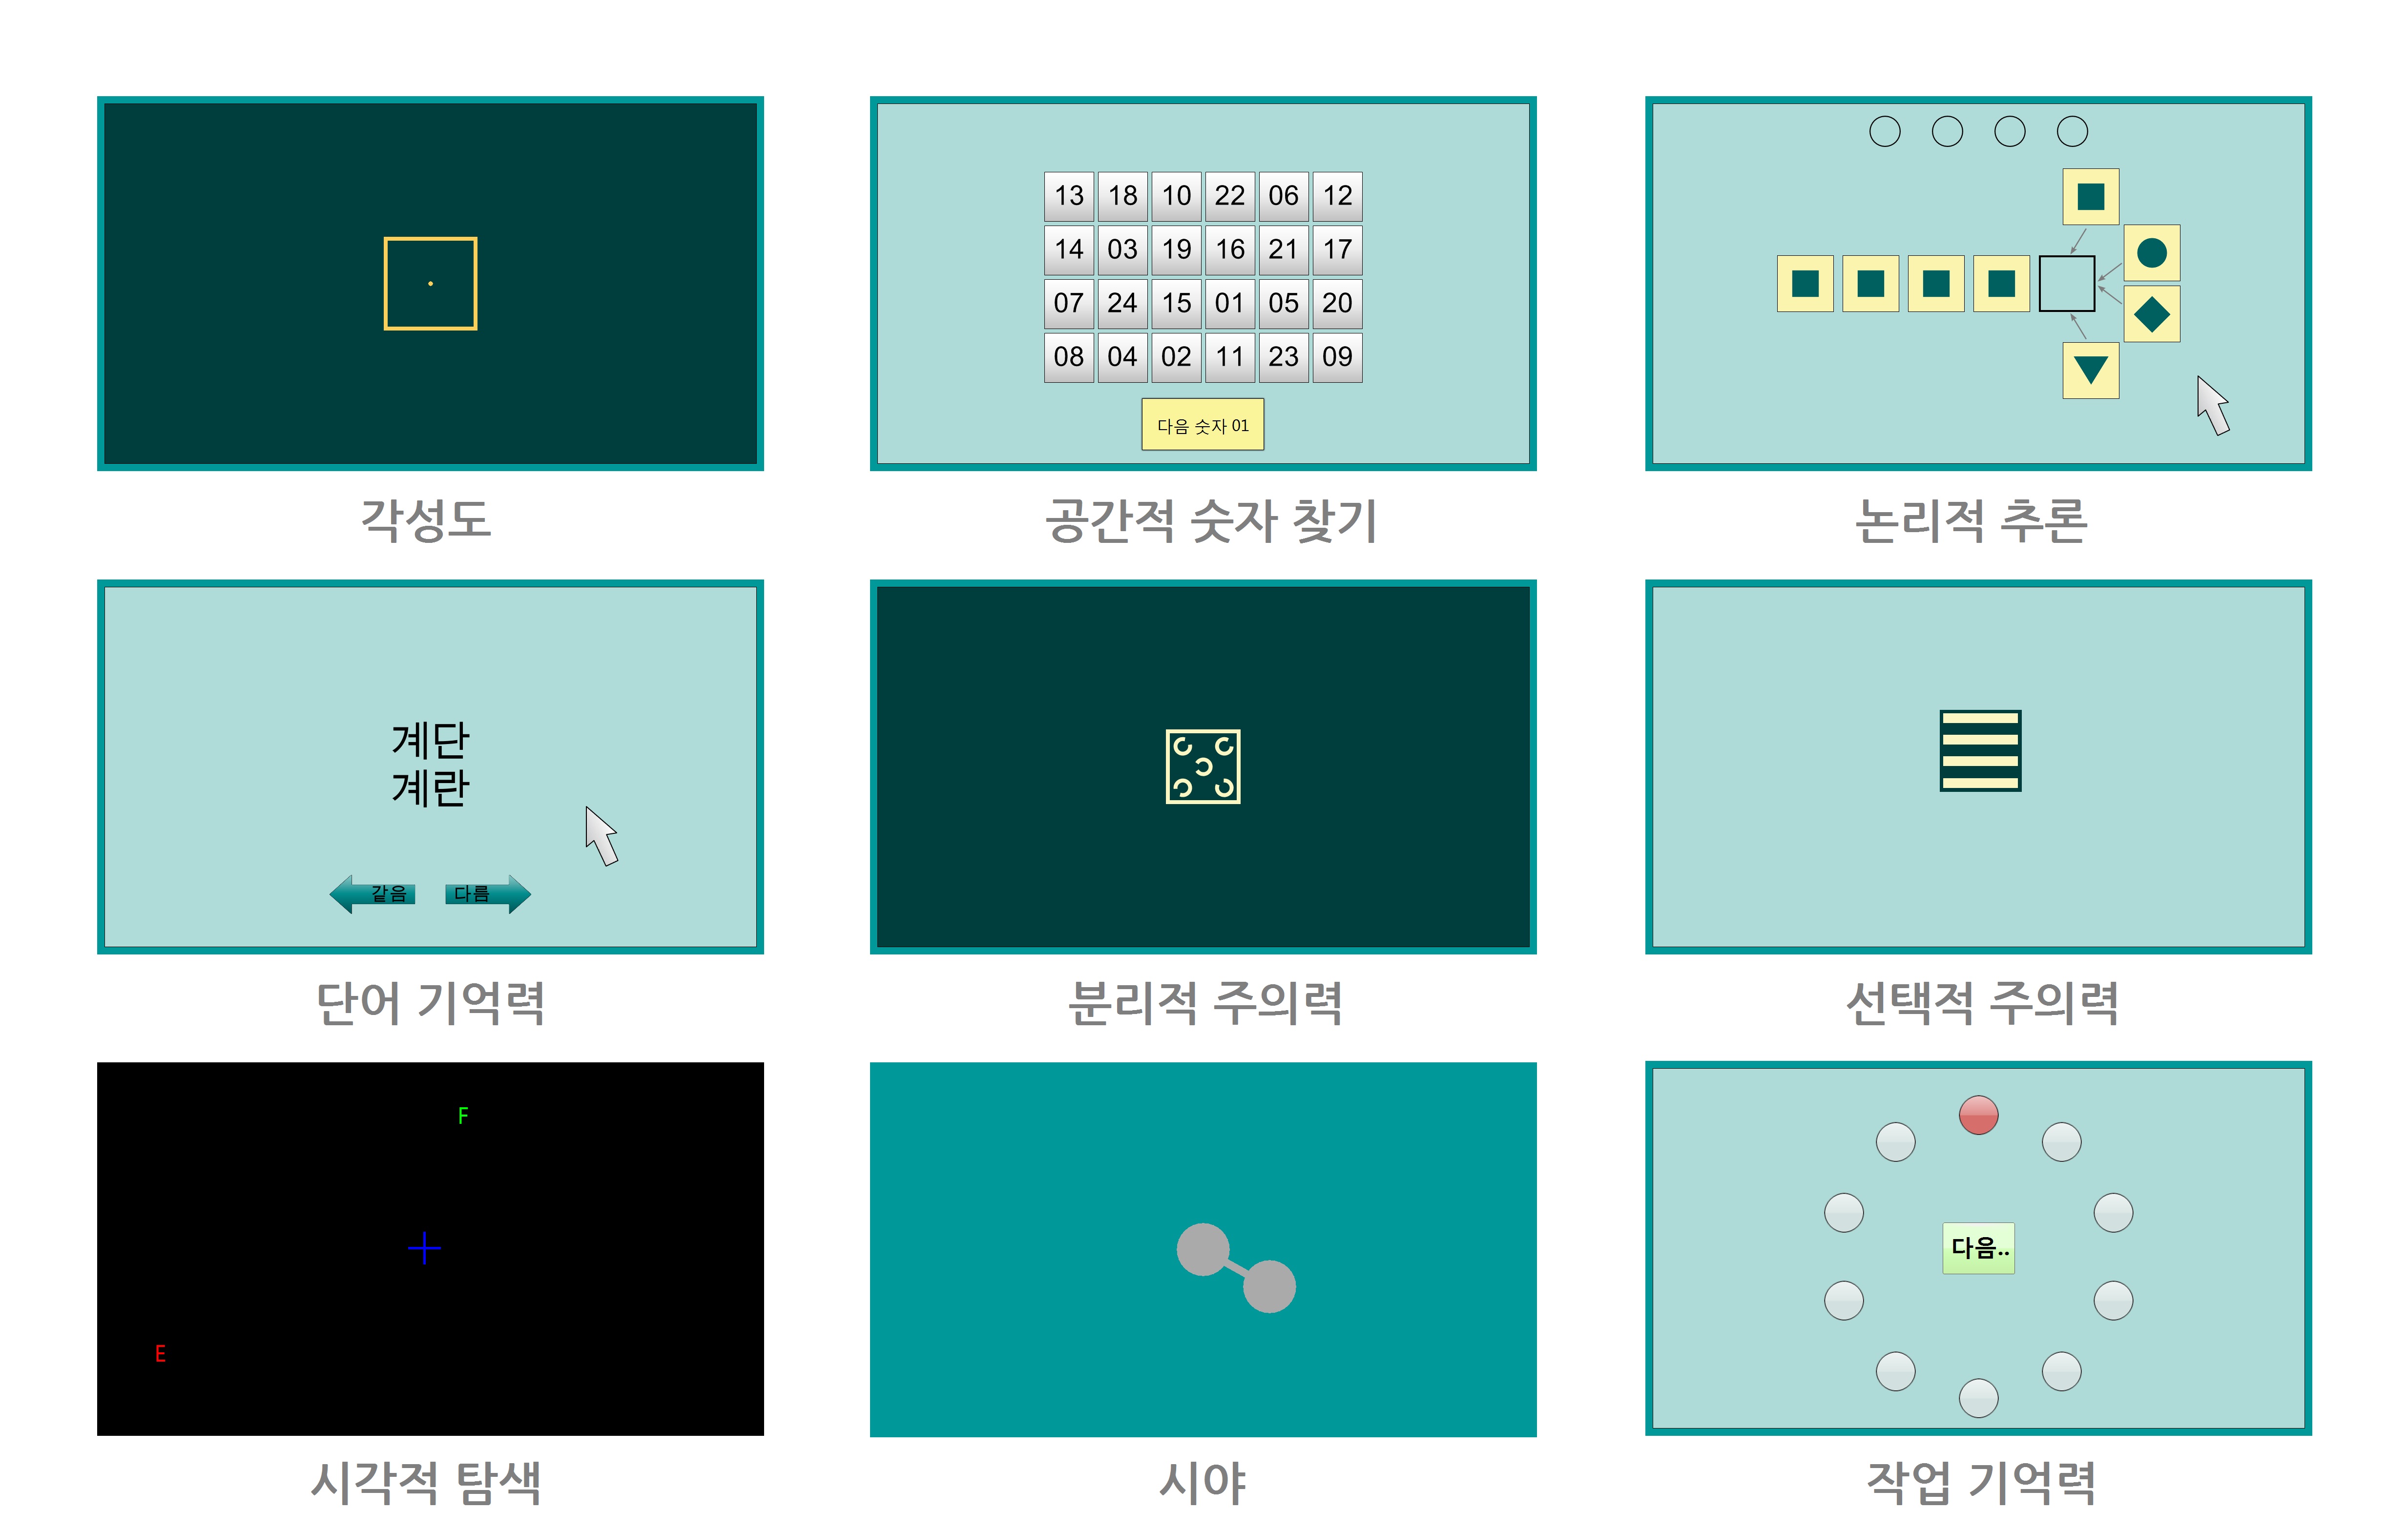 13 18 10 22 06 12
14 03 19 16 21 17
07 24 15 01 05 20
08 04 02 11 23 09
다음 숫자 01
각성도
공간적 숫자 찾기
논리적 추론
계단
계란
같음
다름
단어 기억력
분리적 주의력
선택적 주의력
F
E
다음..
시각적 탐색
시야
작업 기억력